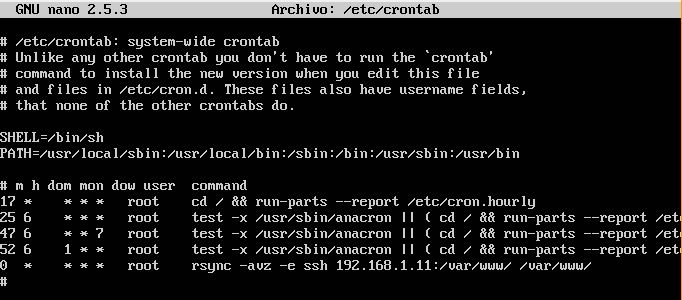 GNU nano 2.5.3 Archivo: /etc/crontab
# /etc/crontab: system-wide crontab
# Unlike any other crontab you don't have to run the `crontab'
# command to install the new version when you edit this file
# and files in /etc/cron.d. These files also have username fields,
# that none of the other crontabs do.
SHELL=/bin/sh
PATH=/usr/local/sbin:/usr/local/bin:/sbin:/bin:/usr/sbin:/usr/bin
# m h dom mon dow user command
17 * * * * root cd / && run-parts --report /etc/cron.hourly
25 6 * * * root test -x /usr/sbin/anacron || ( cd / && run-parts --report /etc
47 6 * * 7 root test -x /usr/sbin/anacron || ( cd / && run-parts --report /etc
52 6 1 * * root test -x /usr/sbin/anacron || ( cd / && run-parts --report /etc
0 * * * * root rsync -avz -e ssh 192.168.1.11:/var/www/ /var/www/
#